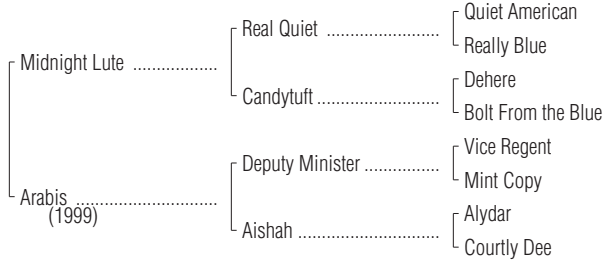 Quiet American
Real Quiet ....................
Really Blue
Midnight Lute ...............
Dehere
Candytuft .....................
Bolt From the Blue
Vice Regent
Deputy Minister .............
Mint Copy
Arabis .........................
(1999)
Alydar
Aishah .........................
Courtly Dee